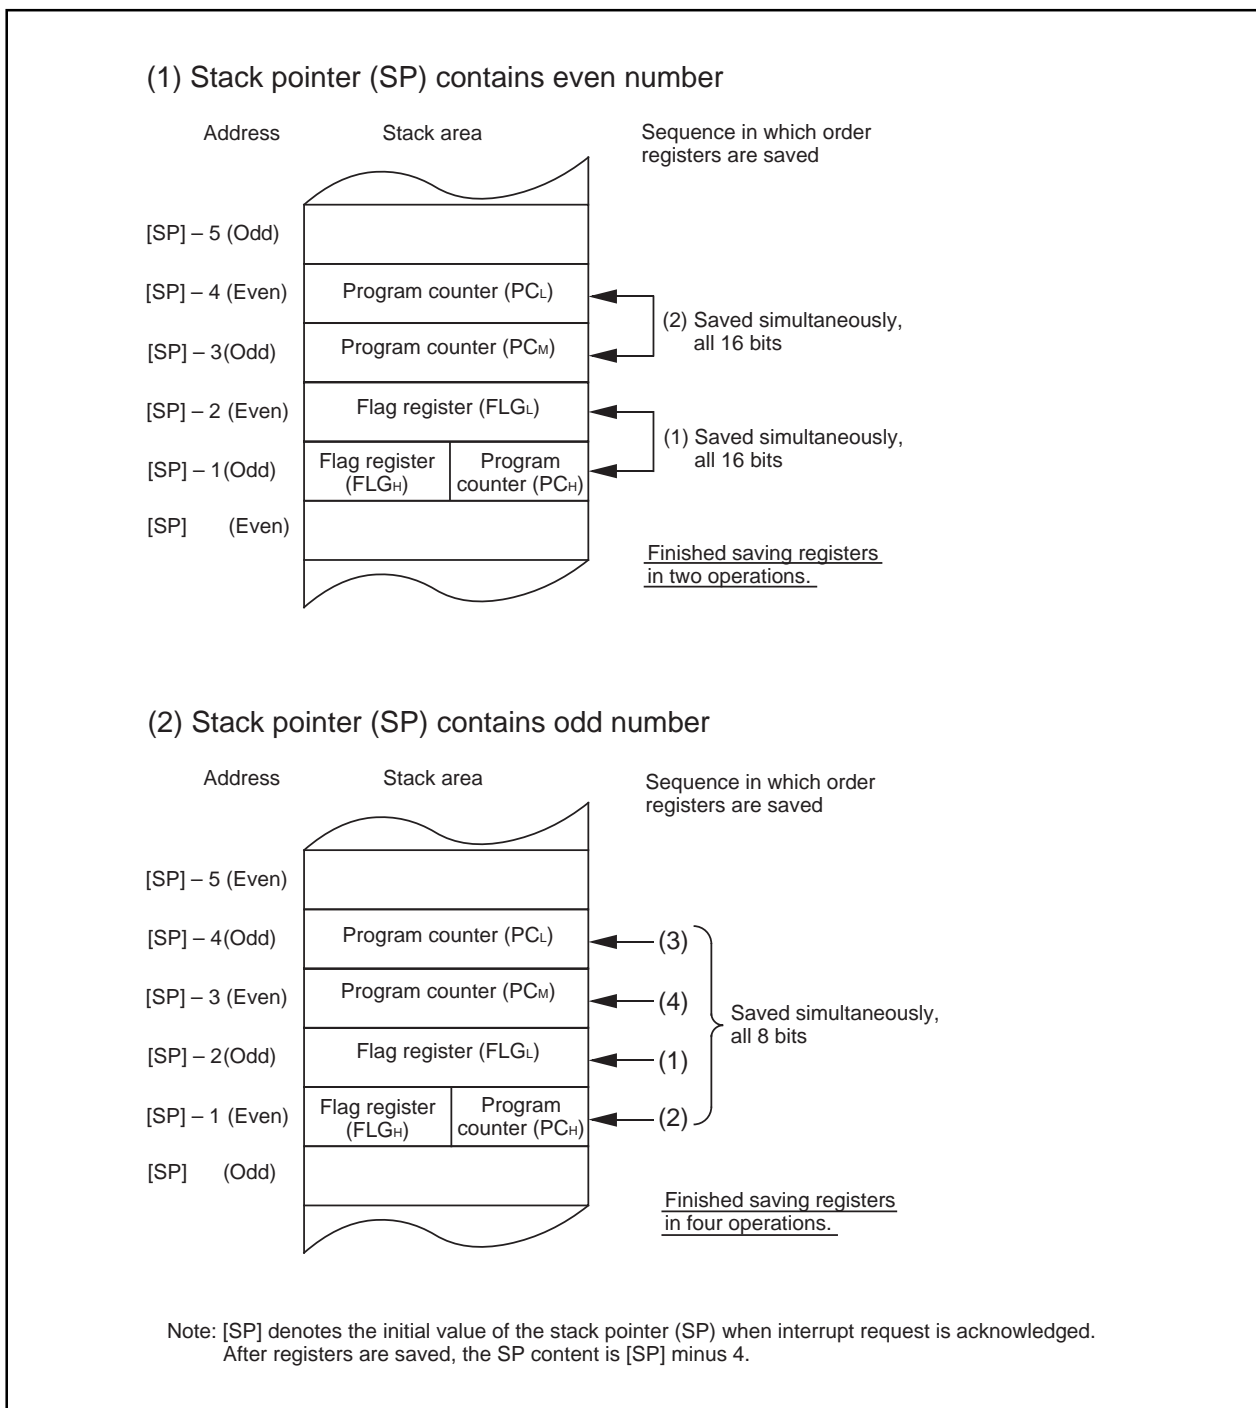 (1) Stack pointer (SP) contains even number
Address
Stack area
Sequence in which order
registers are saved
[SP] – 5 (Odd)
[SP] – 4 (Even)
Program counter (PCL)
[SP] – 3(Odd)
Program counter (PCM)
(2) Saved simultaneously,
all 16 bits
[SP] – 2 (Even)
Flag register (FLGL)
[SP] – 1(Odd)
Flag register
(FLGH)
Program
counter (PCH)
(1) Saved simultaneously,
all 16 bits
[SP] (Even)
Finished saving registers
in two operations.
(2) Stack pointer (SP) contains odd number
Address
Stack area
Sequence in which order
registers are saved
[SP] – 5 (Even)
[SP] – 4(Odd)
Program counter (PCL)
(3)
[SP] – 3 (Even)
Program counter (PCM)
(4)
Saved simultaneously,
all 8 bits
[SP] – 2(Odd)
Flag register (FLGL)
(1)
[SP] – 1 (Even)
Flag register
(FLGH)
Program
counter (PCH)
(2)
[SP] (Odd)
Finished saving registers
in four operations.
Note: [SP] denotes the initial value of the stack pointer (SP) when interrupt request is acknowledged.
After registers are saved, the SP content is [SP] minus 4.